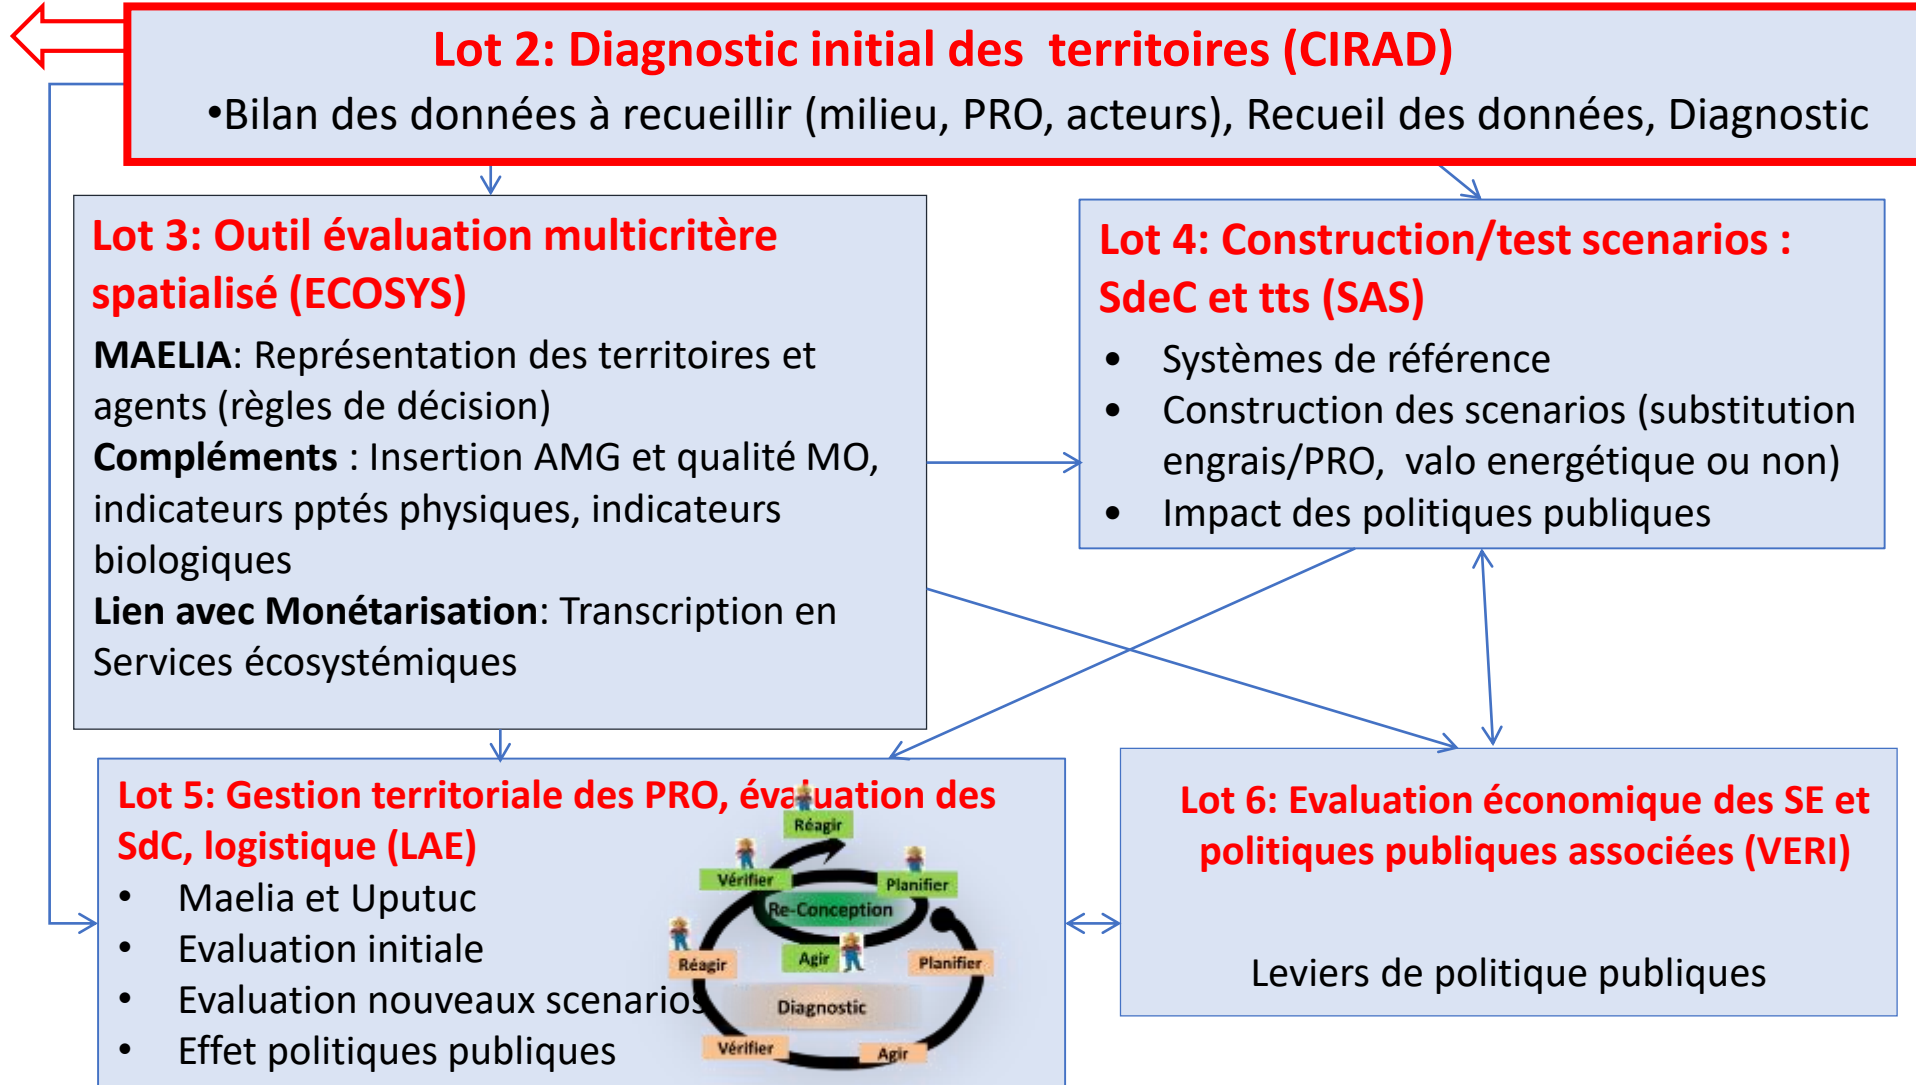 Lot 2: Diagnostic initial des territoires (CIRAD)
•Bilan des données à recueillir (milieu, PRO, acteurs), Recueil des données, Diagnostic
Lot 3: Outil évaluation multicritère
spatialisé (ECOSYS)
MAELIA: Représentation des territoires et
agents (règles de décision)
Compléments : Insertion AMG et qualité MO,
indicateurs pptés physiques, indicateurs
biologiques
Lien avec Monétarisation: Transcription en
Services écosystémiques
Lot 4: Construction/test scenarios :
SdeC et tts (SAS)
• Systèmes de référence
• Construction des scenarios (substitution
engrais/PRO, valo energétique ou non)
• Impact des politiques publiques
Lot 5: Gestion territoriale des PRO, évaluation des
SdC, logistique (LAE)
• Maelia et Uputuc
• Evaluation initiale
• Evaluation nouveaux scenarios
• Effet politiques publiques
Réagir
Vérifier
Planifier
Re-Conception
Agir
Réagir
Planifier
Diagnostic
Vérifier
Agir
Lot 6: Evaluation économique des SE et
politiques publiques associées (VERI)
Leviers de politique publiques